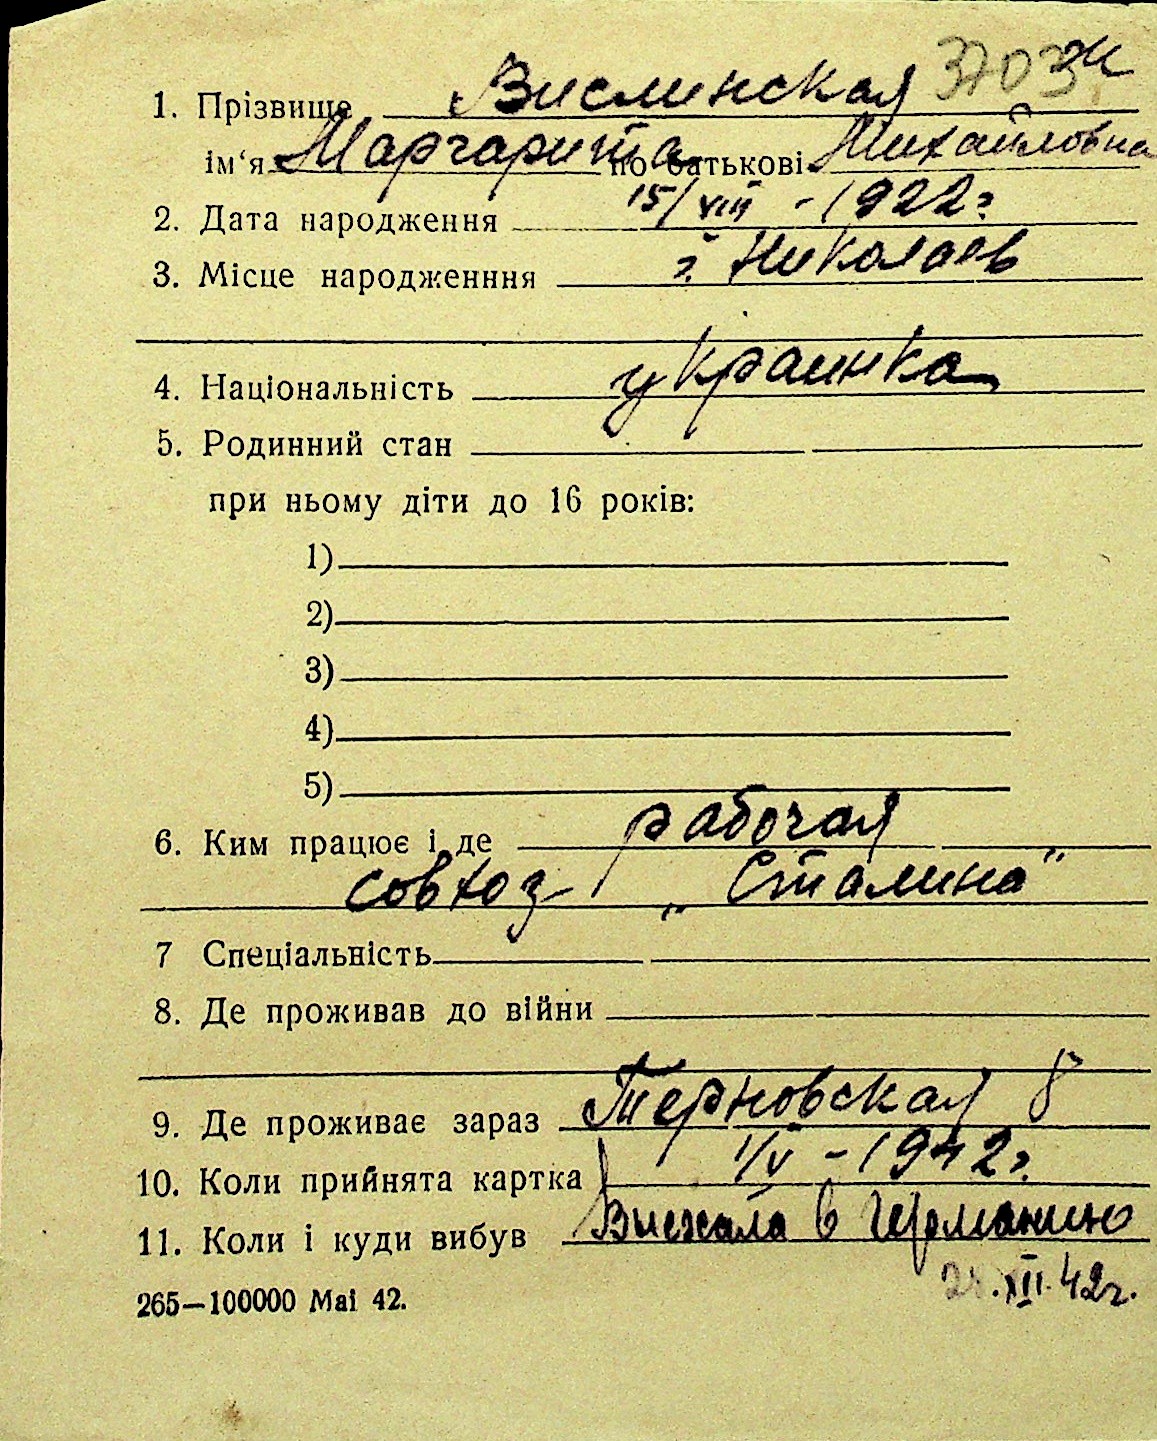 1. Прізвище Вислинская 3703
ім‘я Маргарита по батькові Михайловна
2. Дата народження 15/VIII - 1922 г
3. Місце народженння г. Николаев
4. Національність украинка
5. Родинний стан
при ньому діти до 16 років:
1)
2)
3)
4)
5)
6. Ким працює і де рабочая
совхоз „Сталина"
7 Спеціальність
8. Де проживав до війни
9. Де проживає зараз Терновская 8
10. Коли прийнята картка 1/V - 1942 г
11. Коли і куди вибув Выехала в Германию
XII. 42 г.
265—100000 Mai 42.